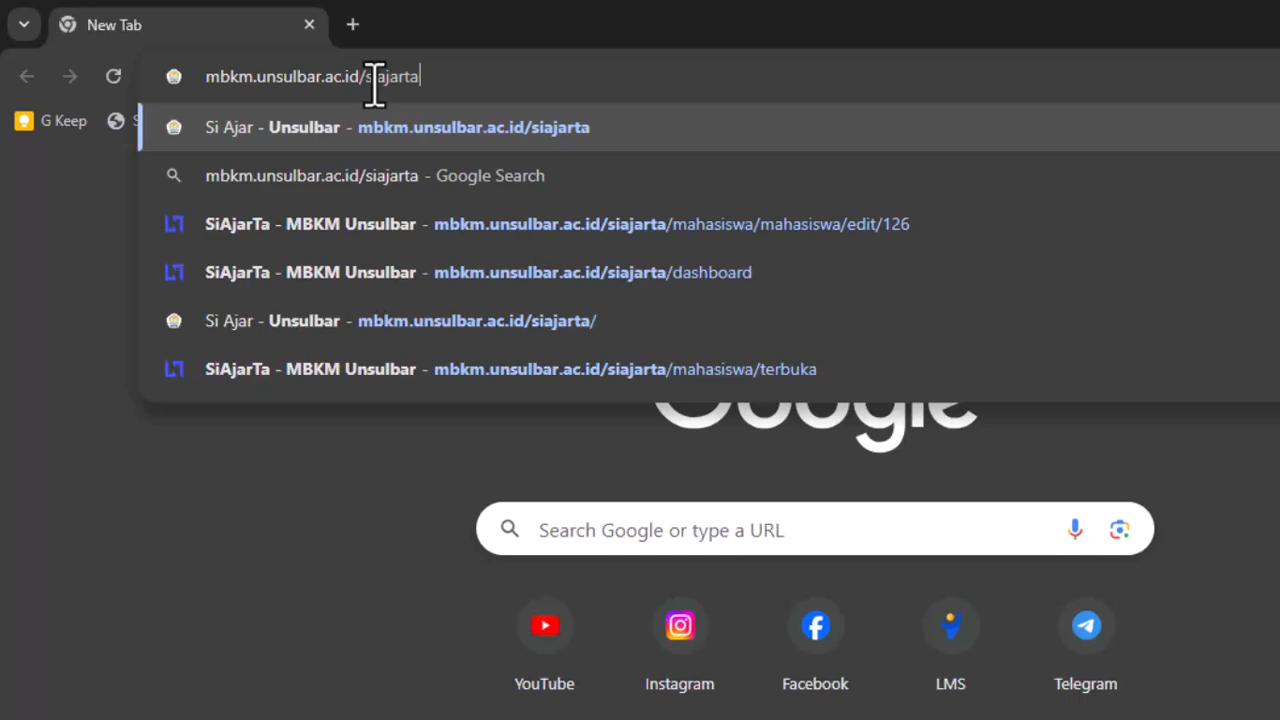 New Tab
mbkm.unsulbar.ac.id/siajarta
G Keep
Si Ajar - Unsulbar - mbkm.unsulbar.ac.id/siajarta
mbkm.unsulbar.ac.id/siajarta - Google Search
SiAjarTa - MBKM Unsulbar - mbkm.unsulbar.ac.id/siajarta/mahasiswa/mahasiswa/edit/126
SiAjarTa - MBKM Unsulbar - mbkm.unsulbar.ac.id/siajarta/dashboard
Si Ajar - Unsulbar - mbkm.unsulbar.ac.id/siajarta/
SiAjarTa - MBKM Unsulbar - mbkm.unsulbar.ac.id/siajarta/mahasiswa/terbuka
Google
Search Google or type a URL
YouTube Instagram Facebook LMS Telegram